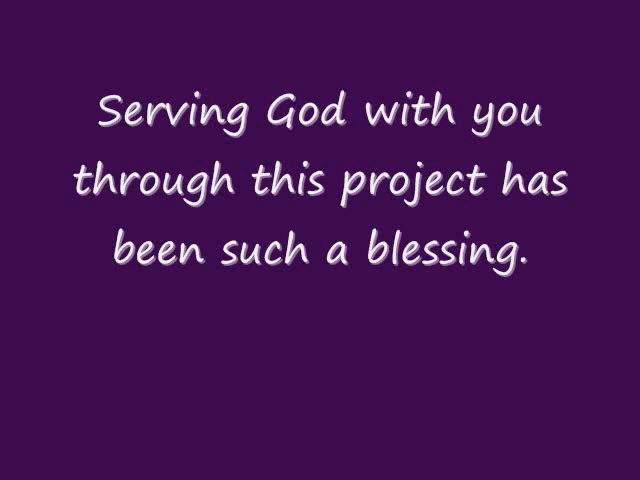 Serving God with you
through this project has
been such a blessing.